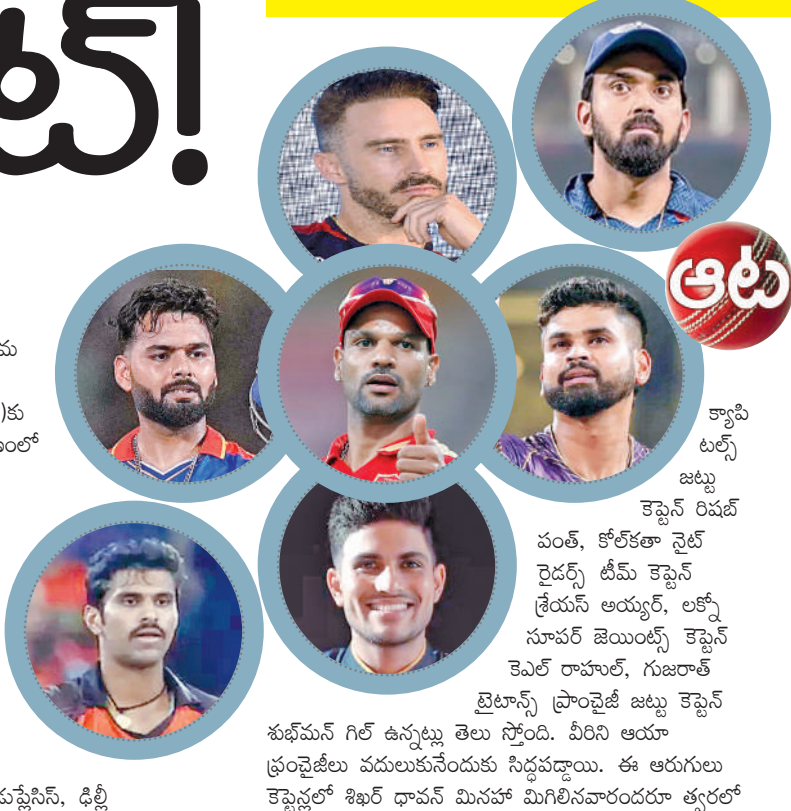 ఆట
క్యాపి
టల్స్
జట్టు
కెప్టెన్ రిషబ్
పంత్, కోల్‌కతా నైట్
రైడర్స్ టీమ్ కెప్టెన్
శ్రేయస్ అయ్యర్, లక్నో
సూపర్ జెయింట్స్ కెప్టెన్
కెఎల్ రాహుల్, గుజరాత్
టైటాన్స్ ప్రాంచైజీ జట్టు కెప్టెన్
శుభ్‌మన్ గిల్ ఉన్నట్లు తెలు స్తోంది. వీరిని ఆయా
ఫ్రంచైజీలు వదులుకునేందుకు సిద్ధపడ్డాయి. ఈ ఆరుగులు
డుప్లేసిస్, ఢిల్లీ
కెప్టెన్లలో శిఖర్ ధావన్ మినహా మిగిలినవారందరూ త్వరలో